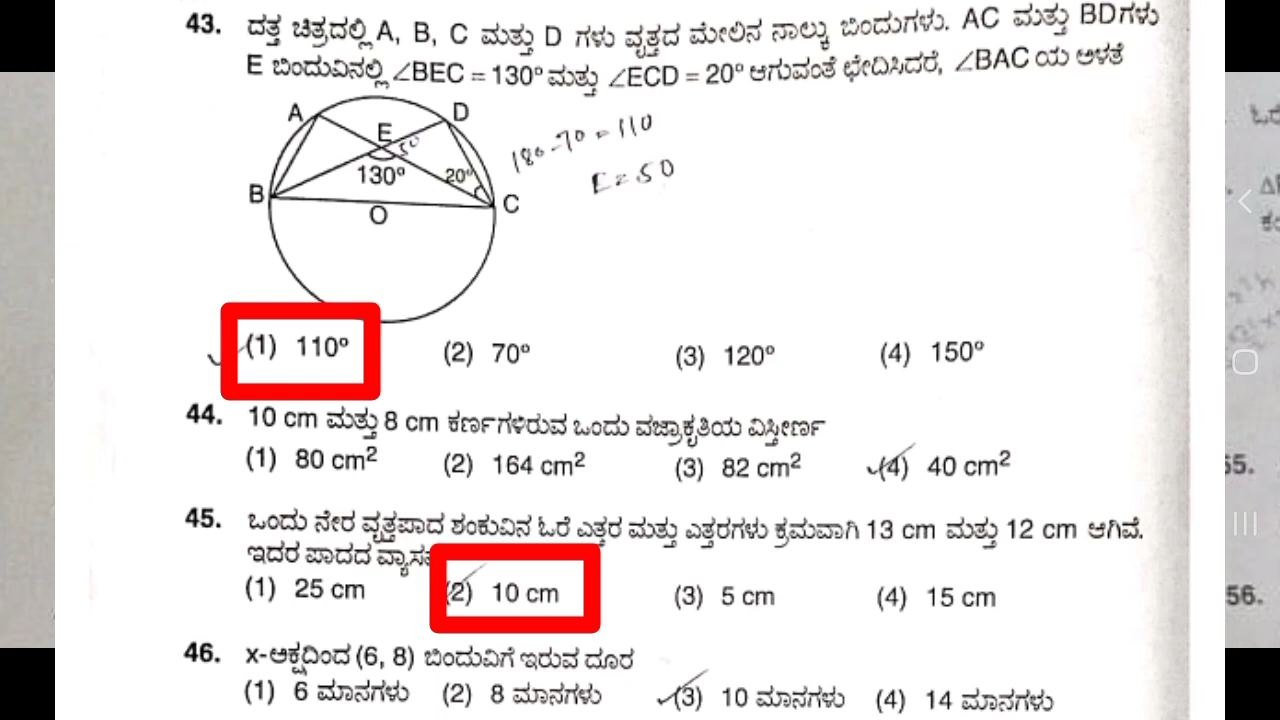 43. ದತ್ತ ಚಿತ್ರದಲ್ಲಿ A, B, C ಮತ್ತು D ಗಳು ವೃತ್ತದ ಮೇಲಿನ ನಾಲ್ಕು ಬಿಂದುಗಳು. AC ಮತ್ತು BDಗಳು
E ಬಿಂದುವಿನಲ್ಲಿ ∠BEC = 130° ಮತ್ತು ∠ECD = 20° ಆಗುವಂತೆ ಛೇದಿಸಿದರೆ, ∠BAC ಯ ಅಳತೆ
A
D
E
50
180-70=110
130°
20°
E=50
B
C
O
(1) 110° (2) 70° (3) 120° (4) 150°
44. 10 cm ಮತ್ತು 8 cm ಕರ್ಣಗಳಿರುವ ಒಂದು ವಜ್ರಾಕೃತಿಯ ವಿಸ್ತೀರ್ಣ
(1) 80 cm² (2) 164 cm² (3) 82 cm² (4) 40 cm²
45. ಒಂದು ನೇರ ವೃತ್ತಪಾದ ಶಂಕುವಿನ ಓರೆ ಎತ್ತರ ಮತ್ತು ಎತ್ತರಗಳು ಕ್ರಮವಾಗಿ 13 cm ಮತ್ತು 12 cm ಆಗಿವೆ.
ಇದರ ಪಾದದ
(1) 25 cm (2) 10 cm (3) 5 cm (4) 15 cm
46. x-ಅಕ್ಷದಿಂದ (6, 8) ಬಿಂದುವಿಗೆ ಇರುವ ದೂರ
(1) 6 ಮಾನಗಳು (2) 8 ಮಾನಗಳು (3) 10 ಮಾನಗಳು (4) 14 ಮಾನಗಳು
56.